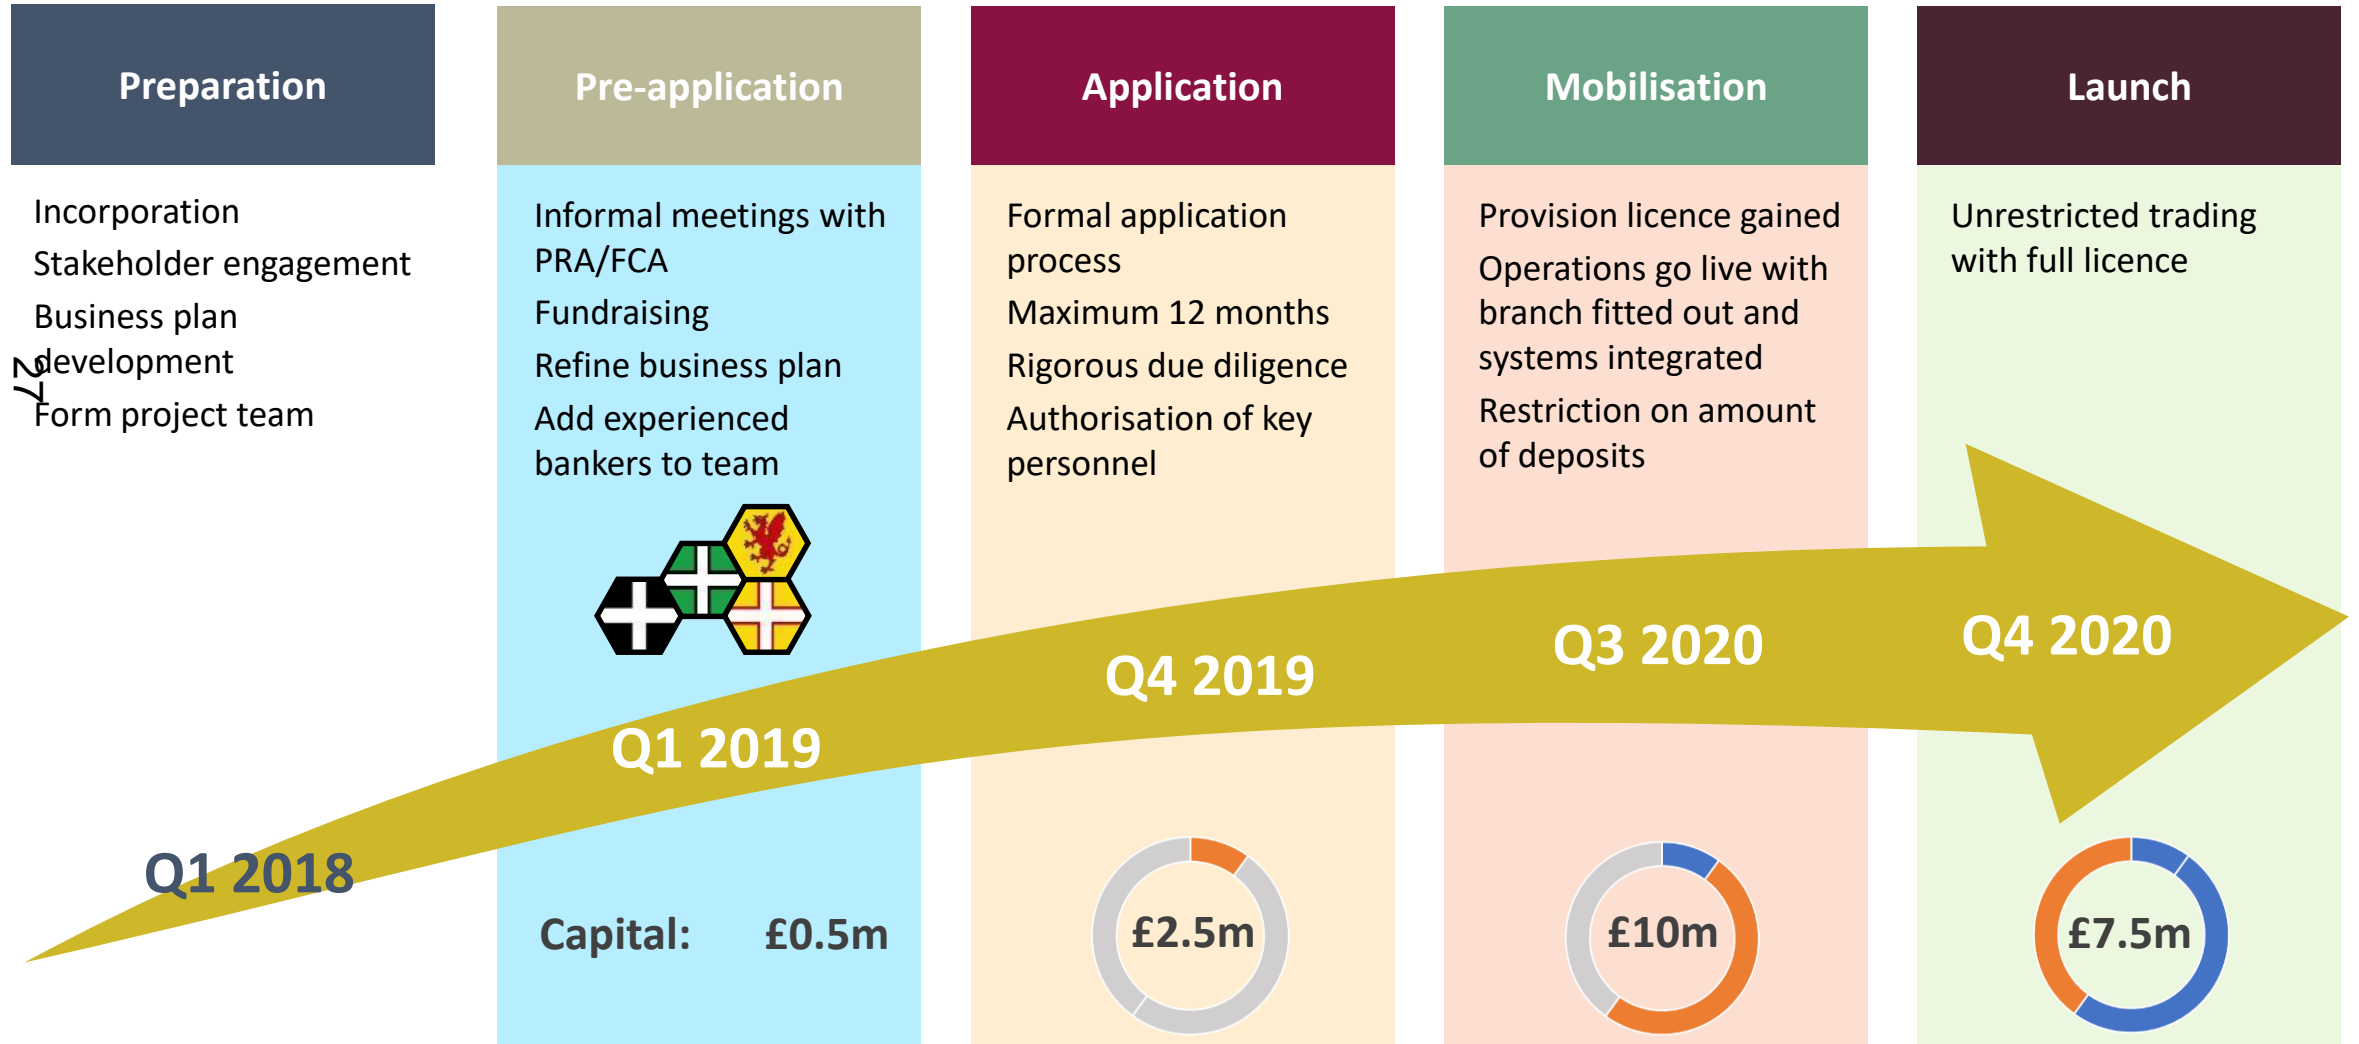 Preparation
Incorporation
Stakeholder engagement
Business plan
development
Form project team
27
Q1 2018
Pre-application
Informal meetings with
PRA/FCA
Fundraising
Refine business plan
Add experienced
bankers to team
Q1 2019
Capital: £0.5m
Application
Formal application
process
Maximum 12 months
Rigorous due diligence
Authorisation of key
personnel
Q4 2019
£2.5m
Mobilisation
Provision licence gained
Operations go live with
branch fitted out and
systems integrated
Restriction on amount
of deposits
Q3 2020
£10m
Launch
Unrestricted trading
with full licence
Q4 2020
£7.5m